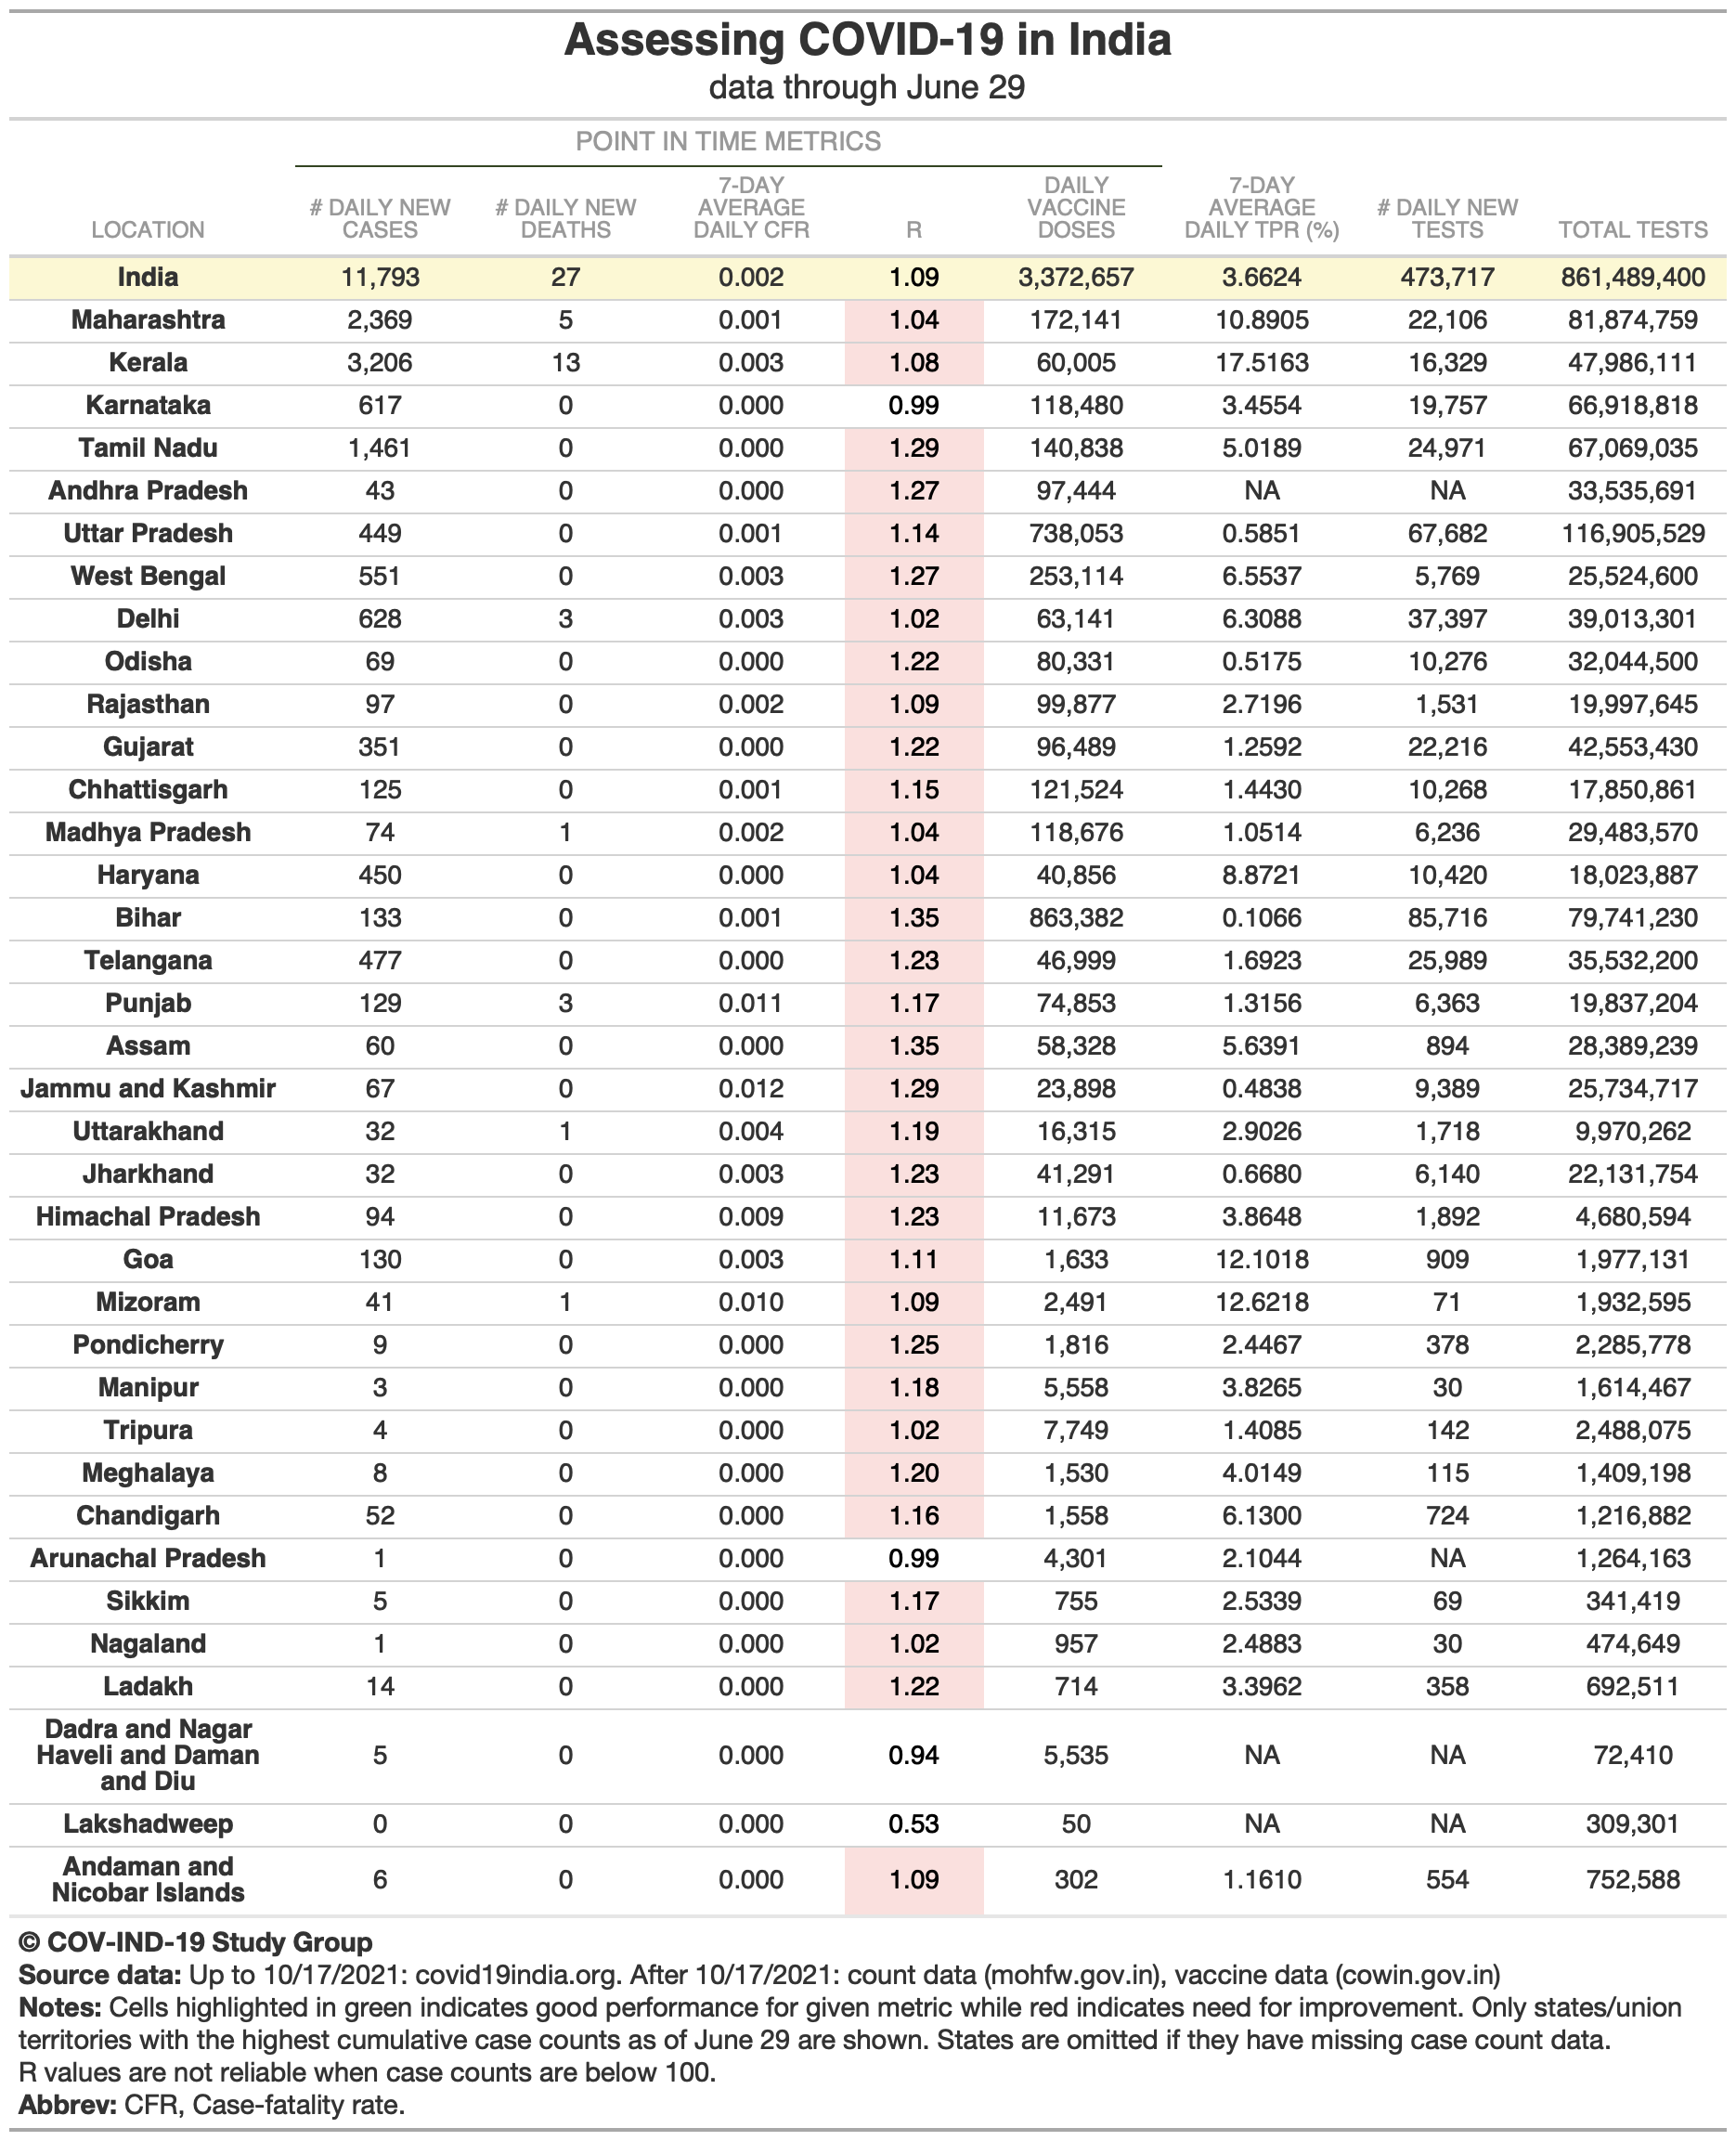 Assessing COVID-19 in India
data through June 29
POINT IN TIME METRICS
LOCATION # DAILY NEW CASES # DAILY NEW DEATHS 7-DAY AVERAGE DAILY CFR R DAILY VACCINE DOSES 7-DAY AVERAGE DAILY TPR (%) # DAILY NEW TESTS TOTAL TESTS
India 11,793 27 0.002 1.09 3,372,657 3.6624 473,717 861,489,400
Maharashtra 2,369 5 0.001 1.04 172,141 10.8905 22,106 81,874,759
Kerala 3,206 13 0.003 1.08 60,005 17.5163 16,329 47,986,111
Karnataka 617 0 0.000 0.99 118,480 3.4554 19,757 66,918,818
Tamil Nadu 1,461 0 0.000 1.29 140,838 5.0189 24,971 67,069,035
Andhra Pradesh 43 0 0.000 1.27 97,444 NA NA 33,535,691
Uttar Pradesh 449 0 0.001 1.14 738,053 0.5851 67,682 116,905,529
West Bengal 551 0 0.003 1.27 253,114 6.5537 5,769 25,524,600
Delhi 628 3 0.003 1.02 63,141 6.3088 37,397 39,013,301
Odisha 69 0 0.000 1.22 80,331 0.5175 10,276 32,044,500
Rajasthan 97 0 0.002 1.09 99,877 2.7196 1,531 19,997,645
Gujarat 351 0 0.000 1.22 96,489 1.2592 22,216 42,553,430
Chhattisgarh 125 0 0.001 1.15 121,524 1.4430 10,268 17,850,861
Madhya Pradesh 74 1 0.002 1.04 118,676 1.0514 6,236 29,483,570
Haryana 450 0 0.000 1.04 40,856 8.8721 10,420 18,023,887
Bihar 133 0 0.001 1.35 863,382 0.1066 85,716 79,741,230
Telangana 477 0 0.000 1.23 46,999 1.6923 25,989 35,532,200
Punjab 129 3 0.011 1.17 74,853 1.3156 6,363 19,837,204
Assam 60 0 0.000 1.35 58,328 5.6391 894 28,389,239
Jammu and Kashmir 67 0 0.012 1.29 23,898 0.4838 9,389 25,734,717
Uttarakhand 32 1 0.004 1.19 16,315 2.9026 1,718 9,970,262
Jharkhand 32 0 0.003 1.23 41,291 0.6680 6,140 22,131,754
Himachal Pradesh 94 0 0.009 1.23 11,673 3.8648 1,892 4,680,594
Goa 130 0 0.003 1.11 1,633 12.1018 909 1,977,131
Mizoram 41 1 0.010 1.09 2,491 12.6218 71 1,932,595
Pondicherry 9 0 0.000 1.25 1,816 2.4467 378 2,285,778
Manipur 3 0 0.000 1.18 5,558 3.8265 30 1,614,467
Tripura 4 0 0.000 1.02 7,749 1.4085 142 2,488,075
Meghalaya 8 0 0.000 1.20 1,530 4.0149 115 1,409,198
Chandigarh 52 0 0.000 1.16 1,558 6.1300 724 1,216,882
Arunachal Pradesh 1 0 0.000 0.99 4,301 2.1044 NA 1,264,163
Sikkim 5 0 0.000 1.17 755 2.5339 69 341,419
Nagaland 1 0 0.000 1.02 957 2.4883 30 474,649
Ladakh 14 0 0.000 1.22 714 3.3962 358 692,511
Dadra and Nagar Haveli and Daman and Diu 5 0 0.000 0.94 5,535 NA NA 72,410
Lakshadweep 0 0 0.000 0.53 50 NA NA 309,301
Andaman and Nicobar Islands 6 0 0.000 1.09 302 1.1610 554 752,588
© COV-IND-19 Study Group
Source data: Up to 10/17/2021: covid19india.org. After 10/17/2021: count data (mohfw.gov.in), vaccine data (cowin.gov.in)
Notes: Cells highlighted in green indicates good performance for given metric while red indicates need for improvement. Only states/union
territories with the highest cumulative case counts as of June 29 are shown. States are omitted if they have missing case count data.
R values are not reliable when case counts are below 100.
Abbrev: CFR, Case-fatality rate.